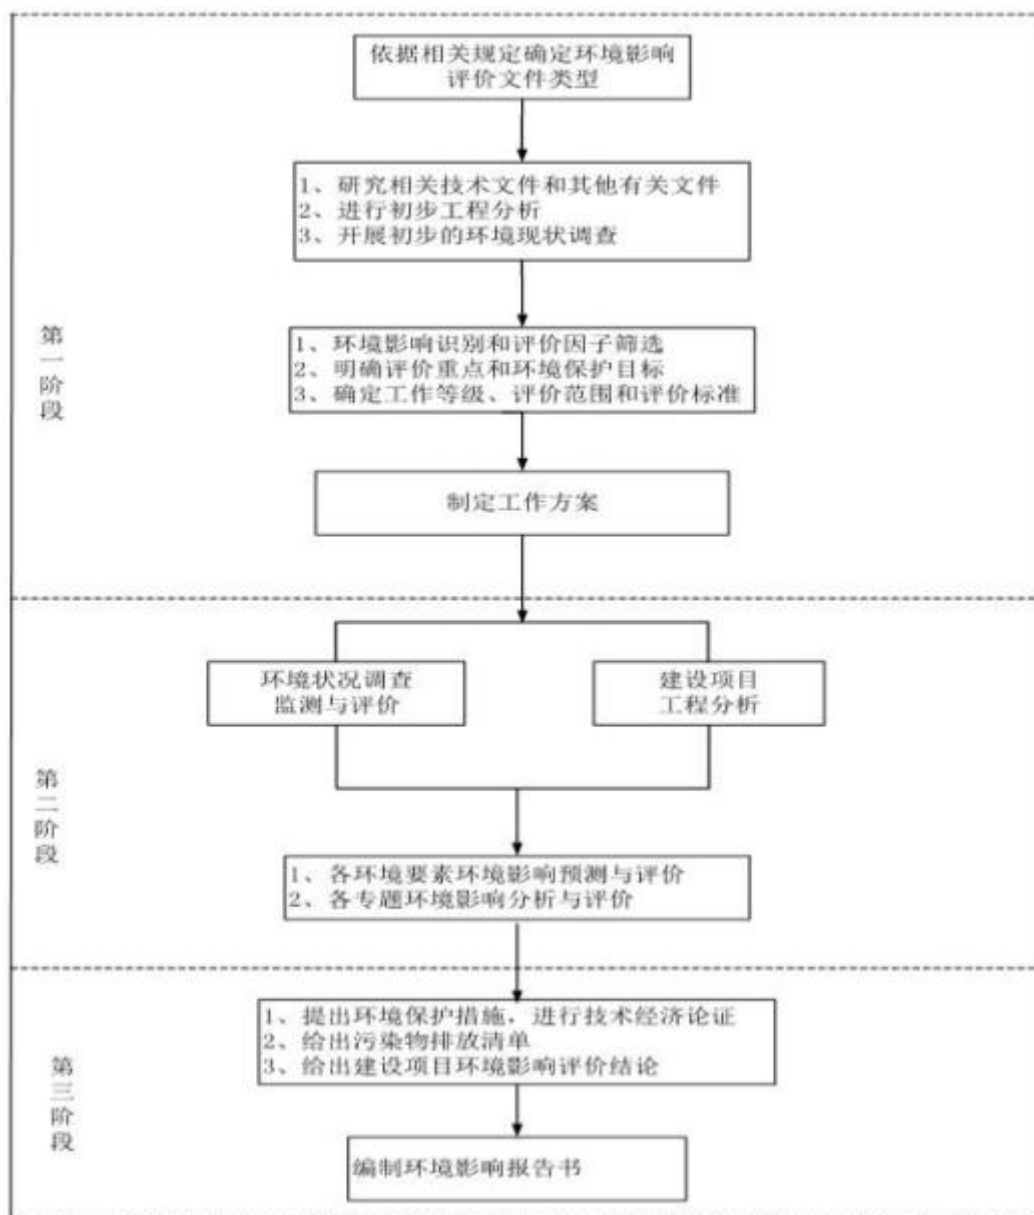 依据相关规定确定环境影响
评价文件类型
1、研究相关技术文件和其他有关文件
2、进行初步工程分析
3、开展初步的环境现状调查
第一阶段
1、环境影响识别和评价因子筛选
2、明确评价重点和环境保护目标
3、确定工作等级、评价范围和评价标准
制定工作方案
环境状况调查
监测与评价
建设项目
工程分析
第二阶段
1、各环境要素环境影响预测与评价
2、各专题环境影响分析与评价
1、提出环境保护措施，进行技术经济论证
2、给出污染物排放清单
3、给出建设项目环境影响评价结论
第三阶段
编制环境影响报告书